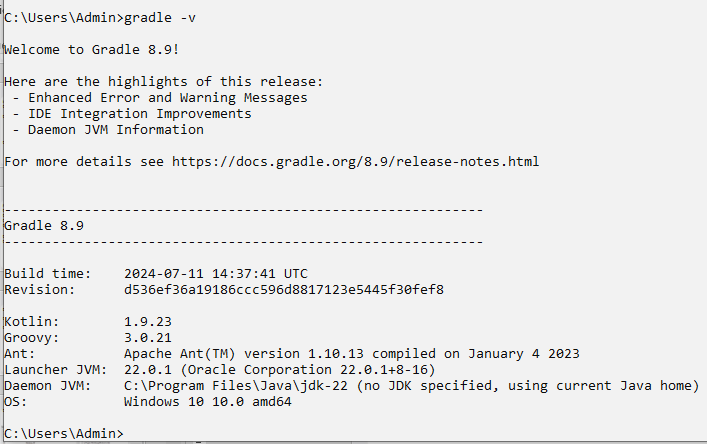 C:\Users\Admin>gradle -v
Welcome to Gradle 8.9!
Here are the highlights of this release:
 - Enhanced Error and Warning Messages
 - IDE Integration Improvements
 - Daemon JVM Information
For more details see https://docs.gradle.org/8.9/release-notes.html
------------------------------------------------------------
Gradle 8.9
------------------------------------------------------------
Build time:    2024-07-11 14:37:41 UTC
Revision:      d536ef36a19186ccc596d8817123e5445f30fef8
Kotlin:        1.9.23
Groovy:        3.0.21
Ant:           Apache Ant(TM) version 1.10.13 compiled on January 4 2023
Launcher JVM:  22.0.1 (Oracle Corporation 22.0.1+8-16)
Daemon JVM:    C:\Program Files\Java\jdk-22 (no JDK specified, using current Java home)
OS:            Windows 10 10.0 amd64
C:\Users\Admin>